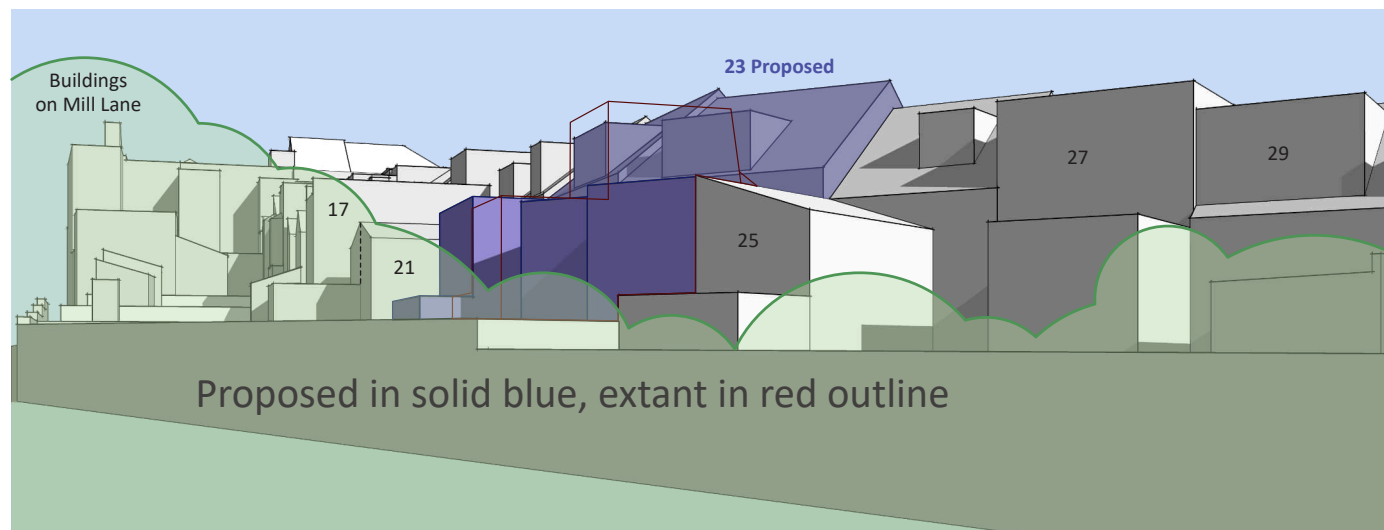 Buildings
on Mill Lane
23 Proposed
27
29
17
25
21
Proposed in solid blue, extant in red outline